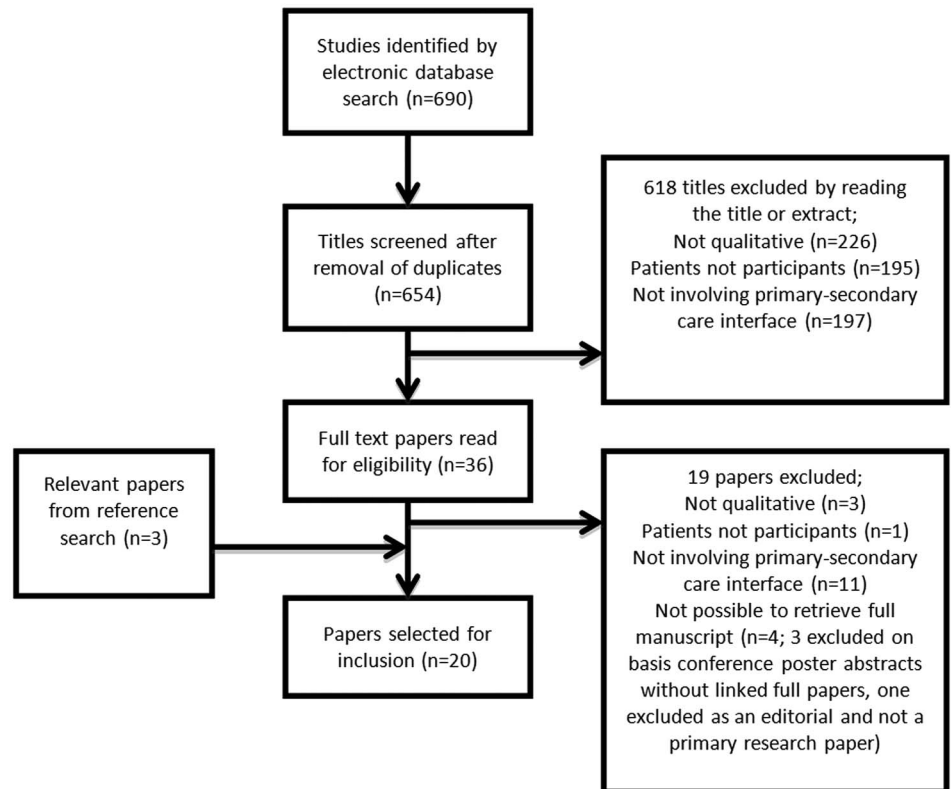 Studies identified by
electronic database
search (n=690)
Titles screened after
removal of duplicates
(n=654)
618 titles excluded by reading
the title or extract;
Not qualitative (n=226)
Patients not participants (n=195)
Not involving primary-secondary
care interface (n=197)
Full text papers read
for eligibility (n=36)
Relevant papers
from reference
search (n=3)
19 papers excluded;
Not qualitative (n=3)
Patients not participants (n=1)
Not involving primary-secondary
care interface (n=11)
Not possible to retrieve full
manuscript (n=4; 3 excluded on
basis conference poster abstracts
without linked full papers, one
excluded as an editorial and not a
primary research paper)
Papers selected for
inclusion (n=20)